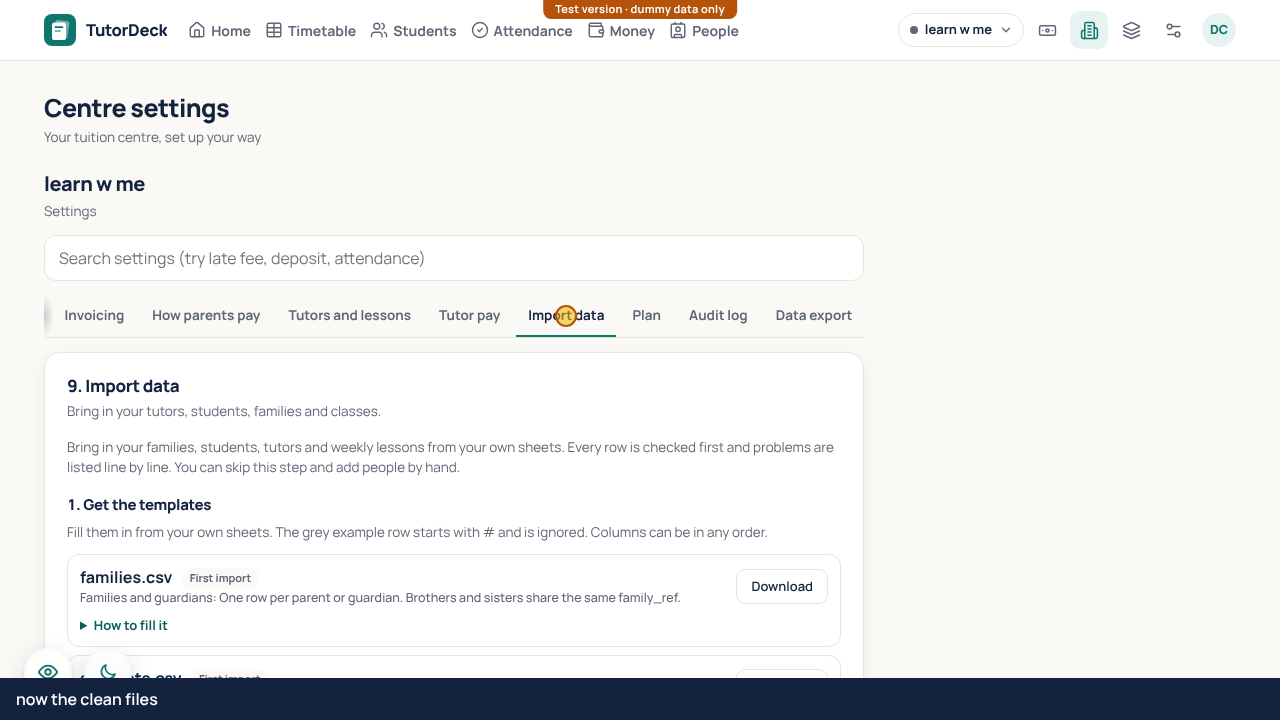 Test version · dummy data only
TutorDeck Home Timetable Students Attendance Money People learn w me DC
Centre settings
Your tuition centre, set up your way
learn w me
Settings
Search settings (try late fee, deposit, attendance)
Invoicing How parents pay Tutors and lessons Tutor pay Import data Plan Audit log Data export
9. Import data
Bring in your tutors, students, families and classes.
Bring in your families, students, tutors and weekly lessons from your own sheets. Every row is checked first and problems are
listed line by line. You can skip this step and add people by hand.
1. Get the templates
Fill them in from your own sheets. The grey example row starts with # and is ignored. Columns can be in any order.
families.csv First import
Download
Families and guardians: One row per parent or guardian. Brothers and sisters share the same family_ref.
How to fill it
First import
now the clean files